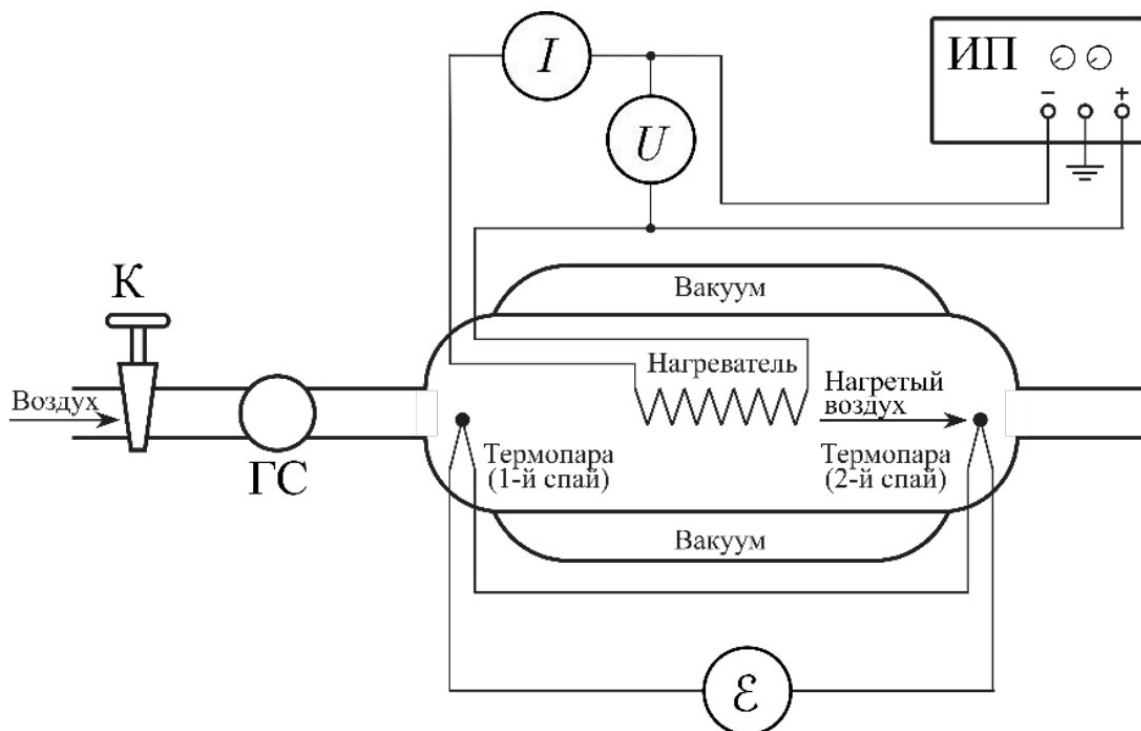 I
ИП
- +
U
К
Вакуум
Нагреватель
Воздух
Нагретый
воздух
ГС
Термопара
(1-й спай)
Термопара
(2-й спай)
Вакуум
ℰ